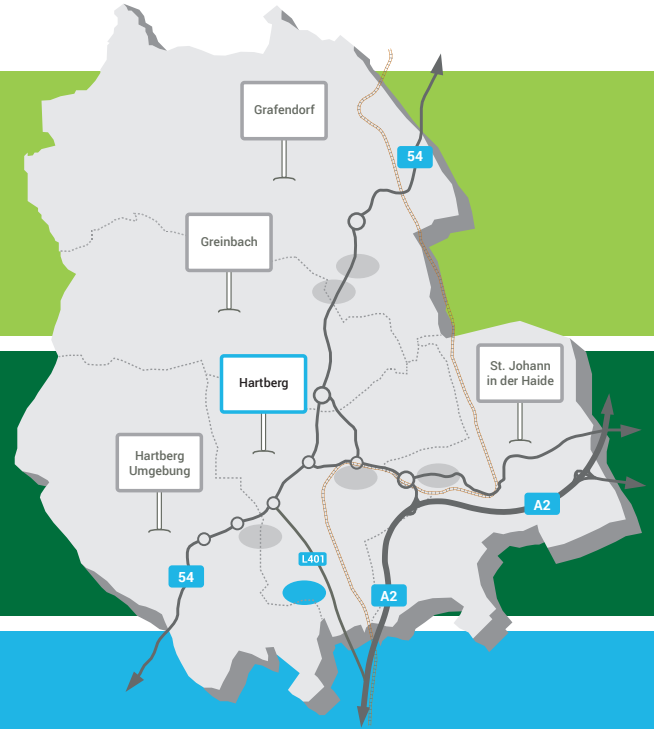 Grafendorf
54
Greinbach
Hartberg
St. Johann
in der Haide
Hartberg
Umgebung
A2
L401
54
A2